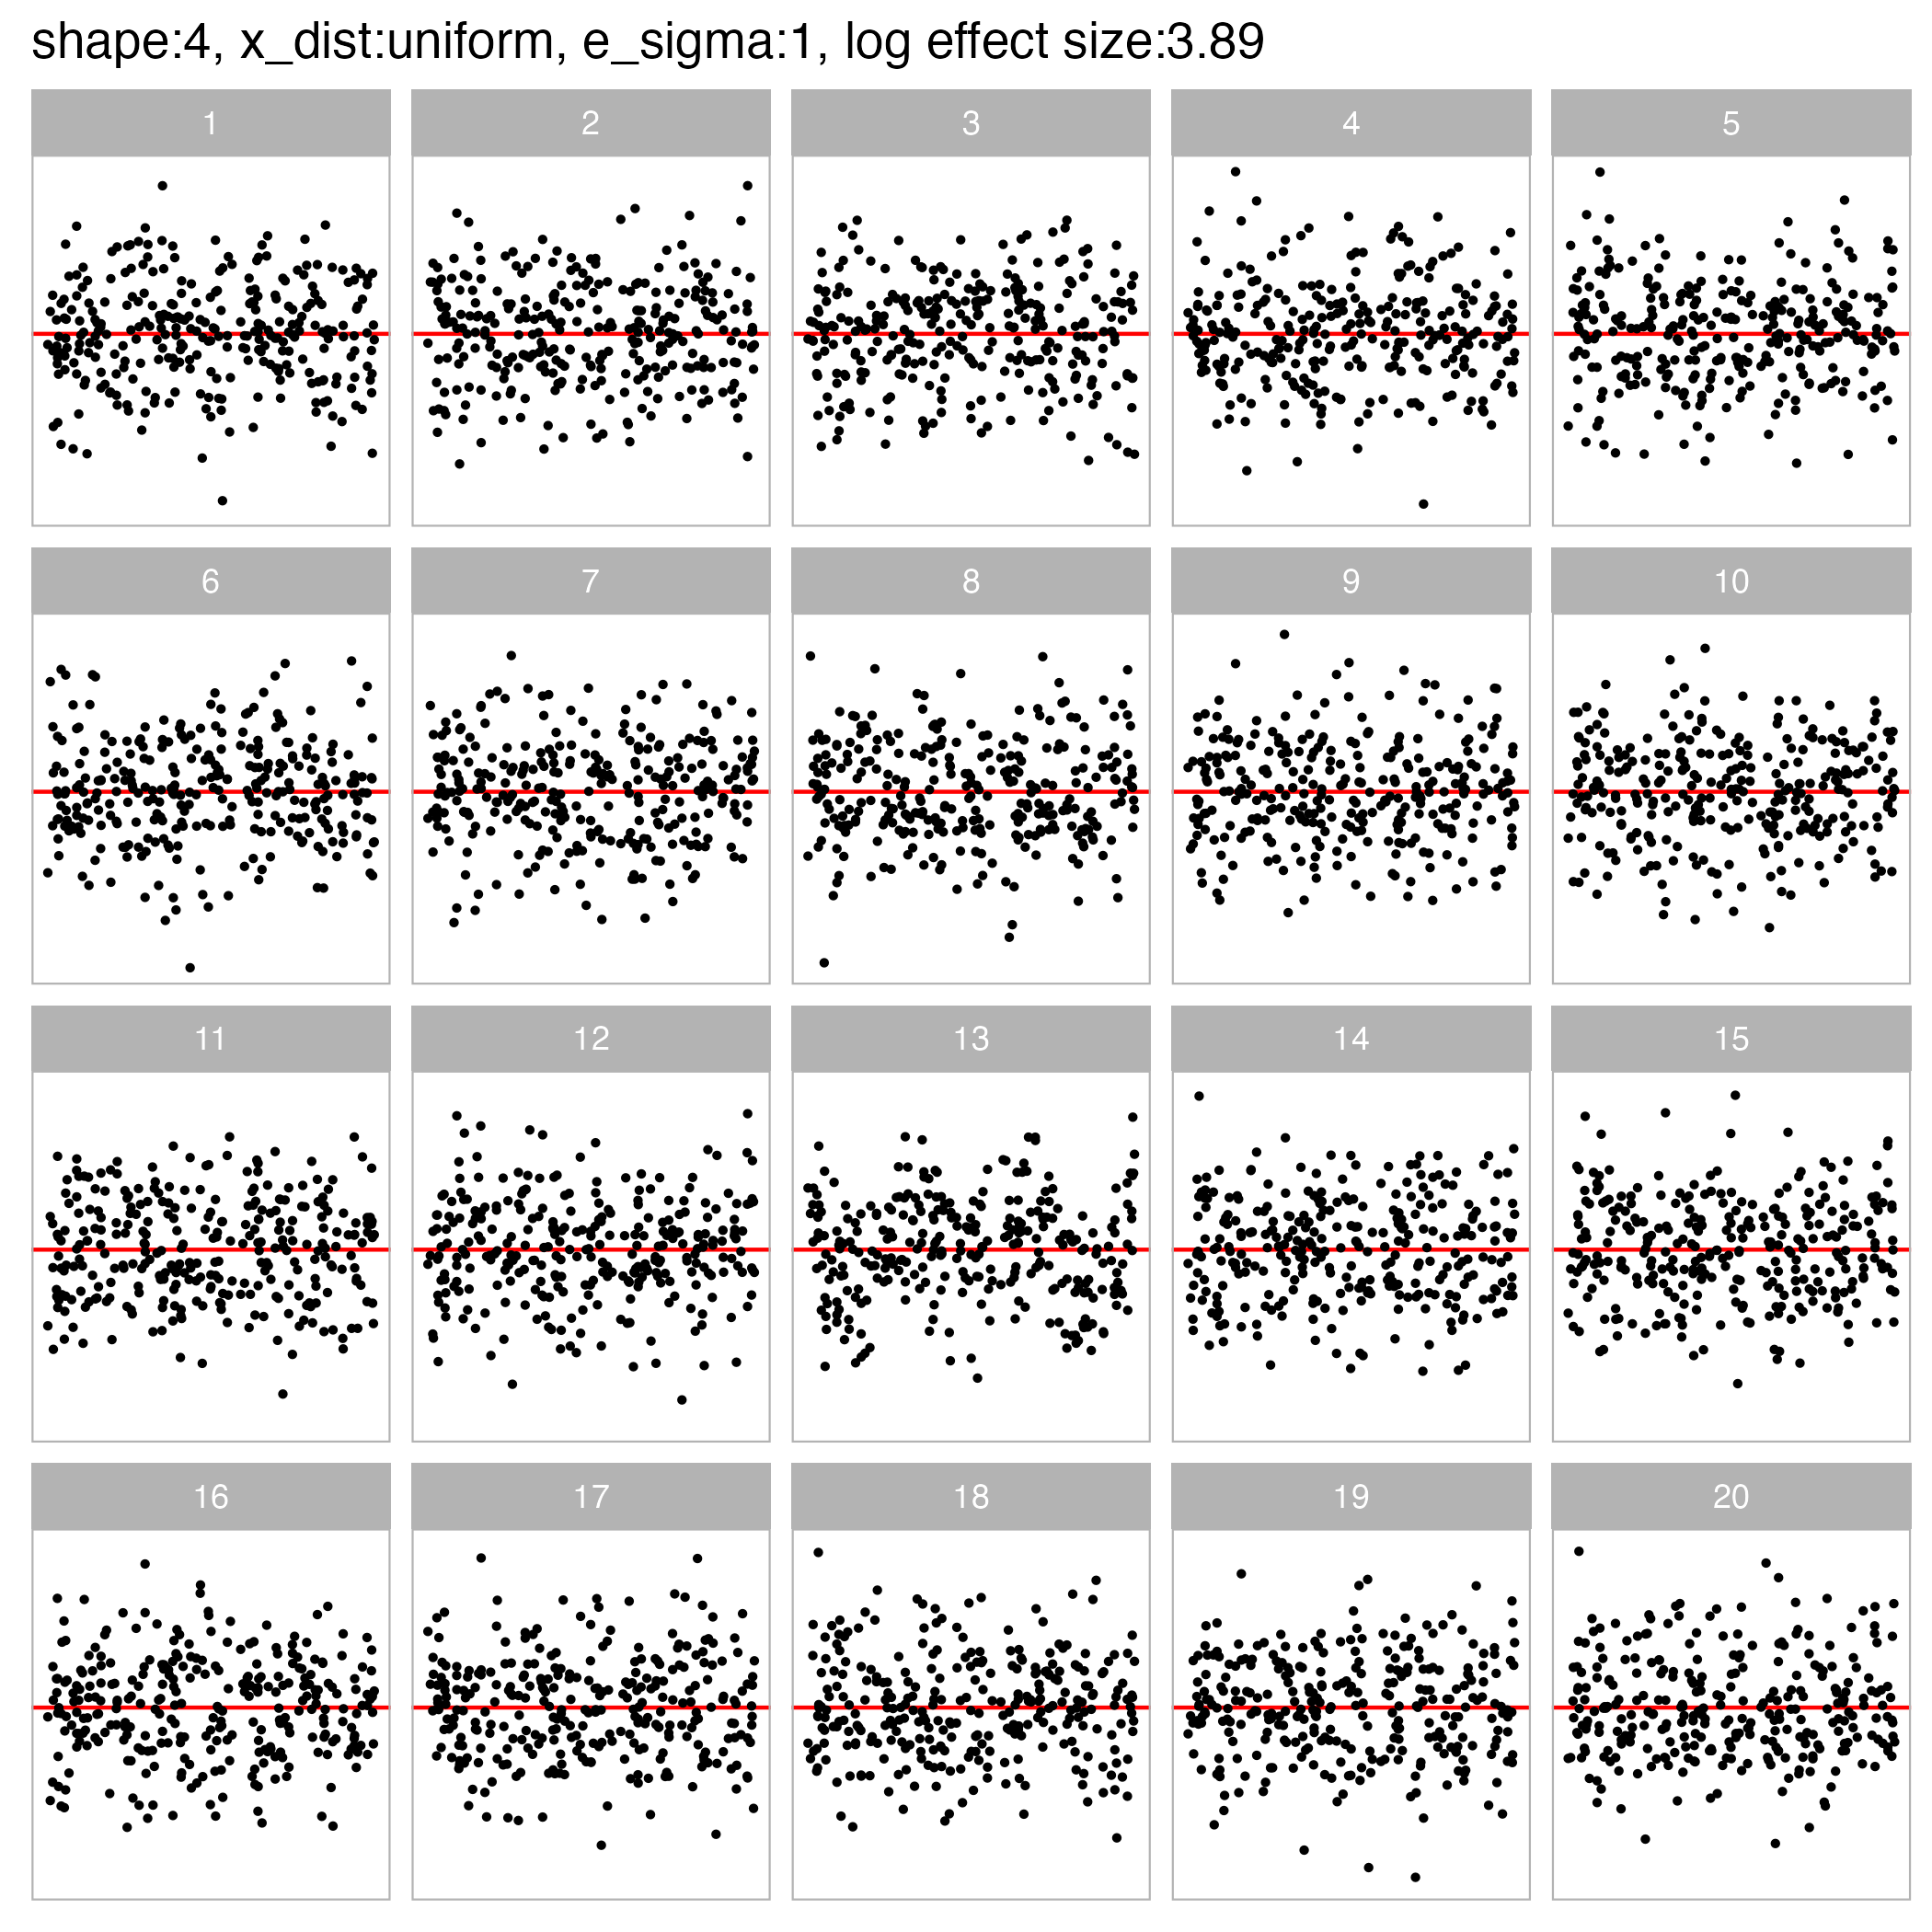 shape:4, x_dist:uniform, e_sigma:1, log effect size:3.89
1 2 3 4 5
6 7 8 9 10
11 12 13 14 15
16 17 18 19 20